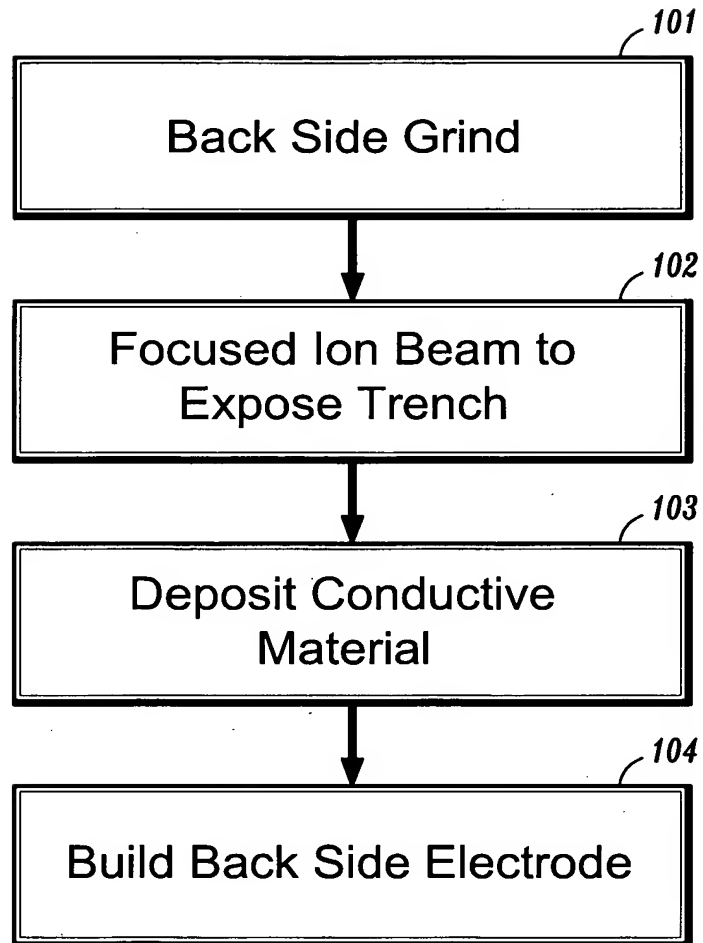 101
Back Side Grind
102
Focused Ion Beam to
Expose Trench
103
Deposit Conductive
Material
104
Build Back Side Electrode